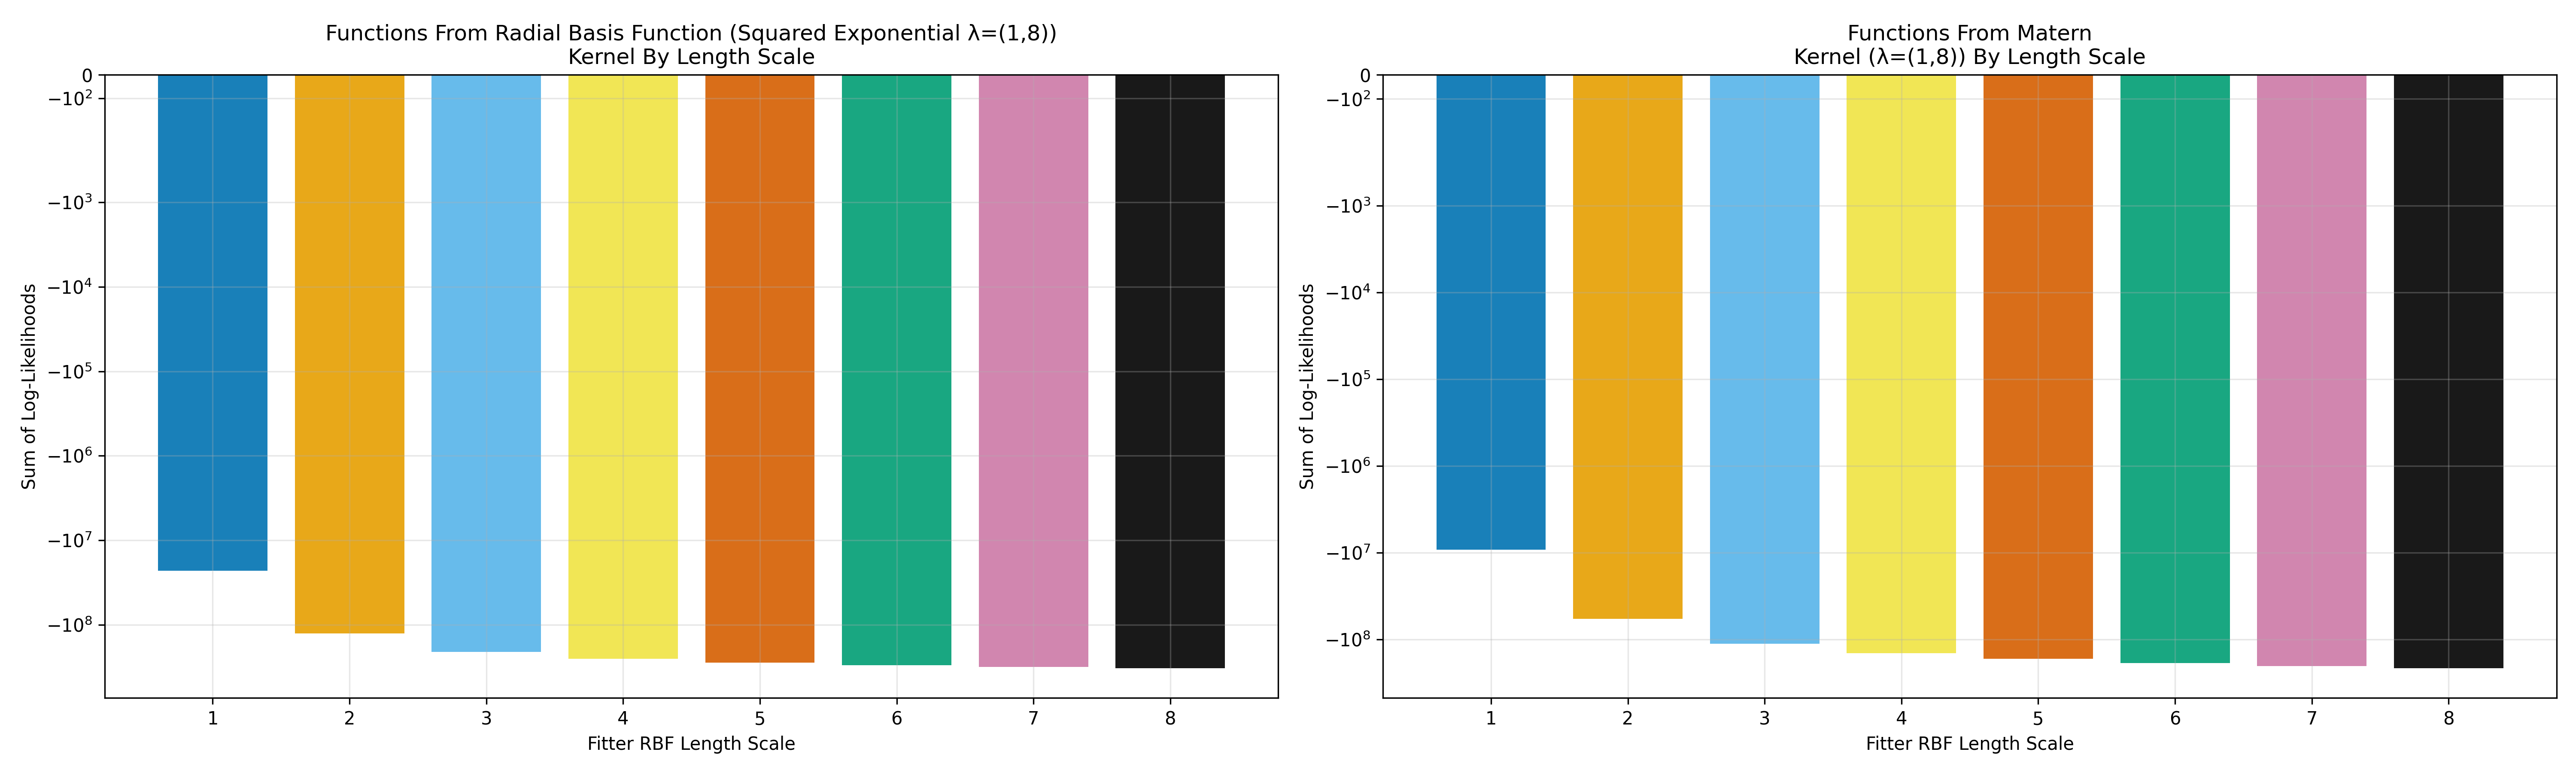 Functions From Radial Basis Function (Squared Exponential λ=(1,8))
Kernel By Length Scale
0
−10²
−10³
−10⁴
−10⁵
−10⁶
−10⁷
−10⁸
Sum of Log-Likelihoods
1 2 3 4 5 6 7 8
Fitter RBF Length Scale
Functions From Matern
Kernel (λ=(1,8)) By Length Scale
0
−10²
−10³
−10⁴
−10⁵
−10⁶
−10⁷
−10⁸
Sum of Log-Likelihoods
1 2 3 4 5 6 7 8
Fitter RBF Length Scale